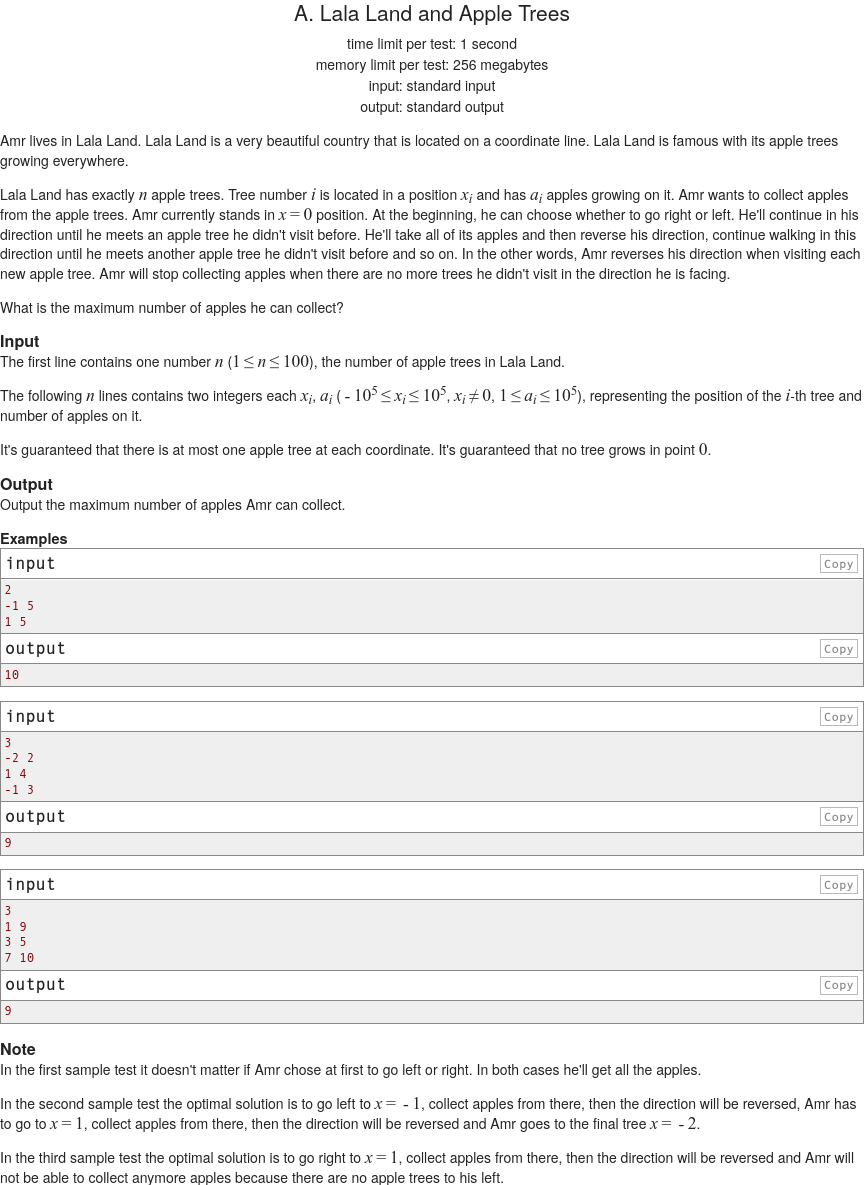 A. Lala Land and Apple Trees
time limit per test: 1 second
memory limit per test: 256 megabytes
input: standard input
output: standard output
Amr lives in Lala Land. Lala Land is a very beautiful country that is located on a coordinate line. Lala Land is famous with its apple trees
growing everywhere.
Lala Land has exactly n apple trees. Tree number i is located in a position xᵢ and has aᵢ apples growing on it. Amr wants to collect apples
from the apple trees. Amr currently stands in x = 0 position. At the beginning, he can choose whether to go right or left. He'll continue in his
direction until he meets an apple tree he didn't visit before. He'll take all of its apples and then reverse his direction, continue walking in this
direction until he meets another apple tree he didn't visit before and so on. In the other words, Amr reverses his direction when visiting each
new apple tree. Amr will stop collecting apples when there are no more trees he didn't visit in the direction he is facing.
What is the maximum number of apples he can collect?
Input
The first line contains one number n (1 ≤ n ≤ 100), the number of apple trees in Lala Land.
The following n lines contains two integers each xᵢ, aᵢ ( - 10⁵ ≤ xᵢ ≤ 10⁵, xᵢ ≠ 0, 1 ≤ aᵢ ≤ 10⁵), representing the position of the i-th tree and
number of apples on it.
It's guaranteed that there is at most one apple tree at each coordinate. It's guaranteed that no tree grows in point 0.
Output
Output the maximum number of apples Amr can collect.
Examples
input Copy
2
-1 5
1 5
output Copy
10
input Copy
3
-2 2
1 4
-1 3
output Copy
9
input Copy
3
1 9
3 5
7 10
output Copy
9
Note
In the first sample test it doesn't matter if Amr chose at first to go left or right. In both cases he'll get all the apples.
In the second sample test the optimal solution is to go left to x = - 1, collect apples from there, then the direction will be reversed, Amr has
to go to x = 1, collect apples from there, then the direction will be reversed and Amr goes to the final tree x = - 2.
In the third sample test the optimal solution is to go right to x = 1, collect apples from there, then the direction will be reversed and Amr will
not be able to collect anymore apples because there are no apple trees to his left.